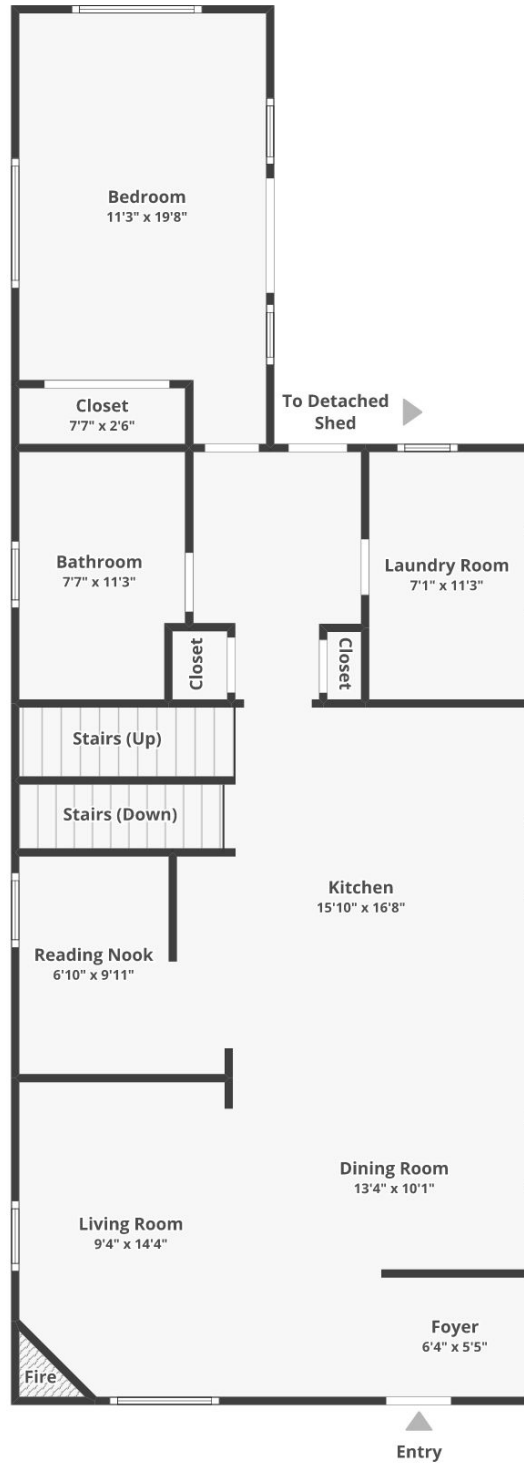 Bedroom
11'3" x 19'8"
Closet
7'7" x 2'6"
To Detached
Shed
Bathroom
7'7" x 11'3"
Laundry Room
7'1" x 11'3"
Closet
Closet
Stairs (Up)
Stairs (Down)
Kitchen
15'10" x 16'8"
Reading Nook
6'10" x 9'11"
Dining Room
13'4" x 10'1"
Living Room
9'4" x 14'4"
Foyer
6'4" x 5'5"
Fire
Entry